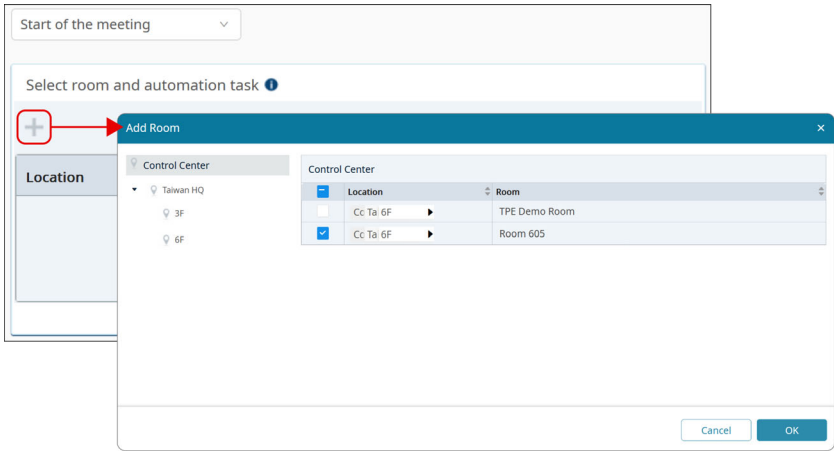 Start of the meeting
Select room and automation task
Add Room
Location
Control Center
Taiwan HQ
3F
6F
Control Center
Location Room
Cc Ta 6F TPE Demo Room
Cc Ta 6F Room 605
Cancel OK